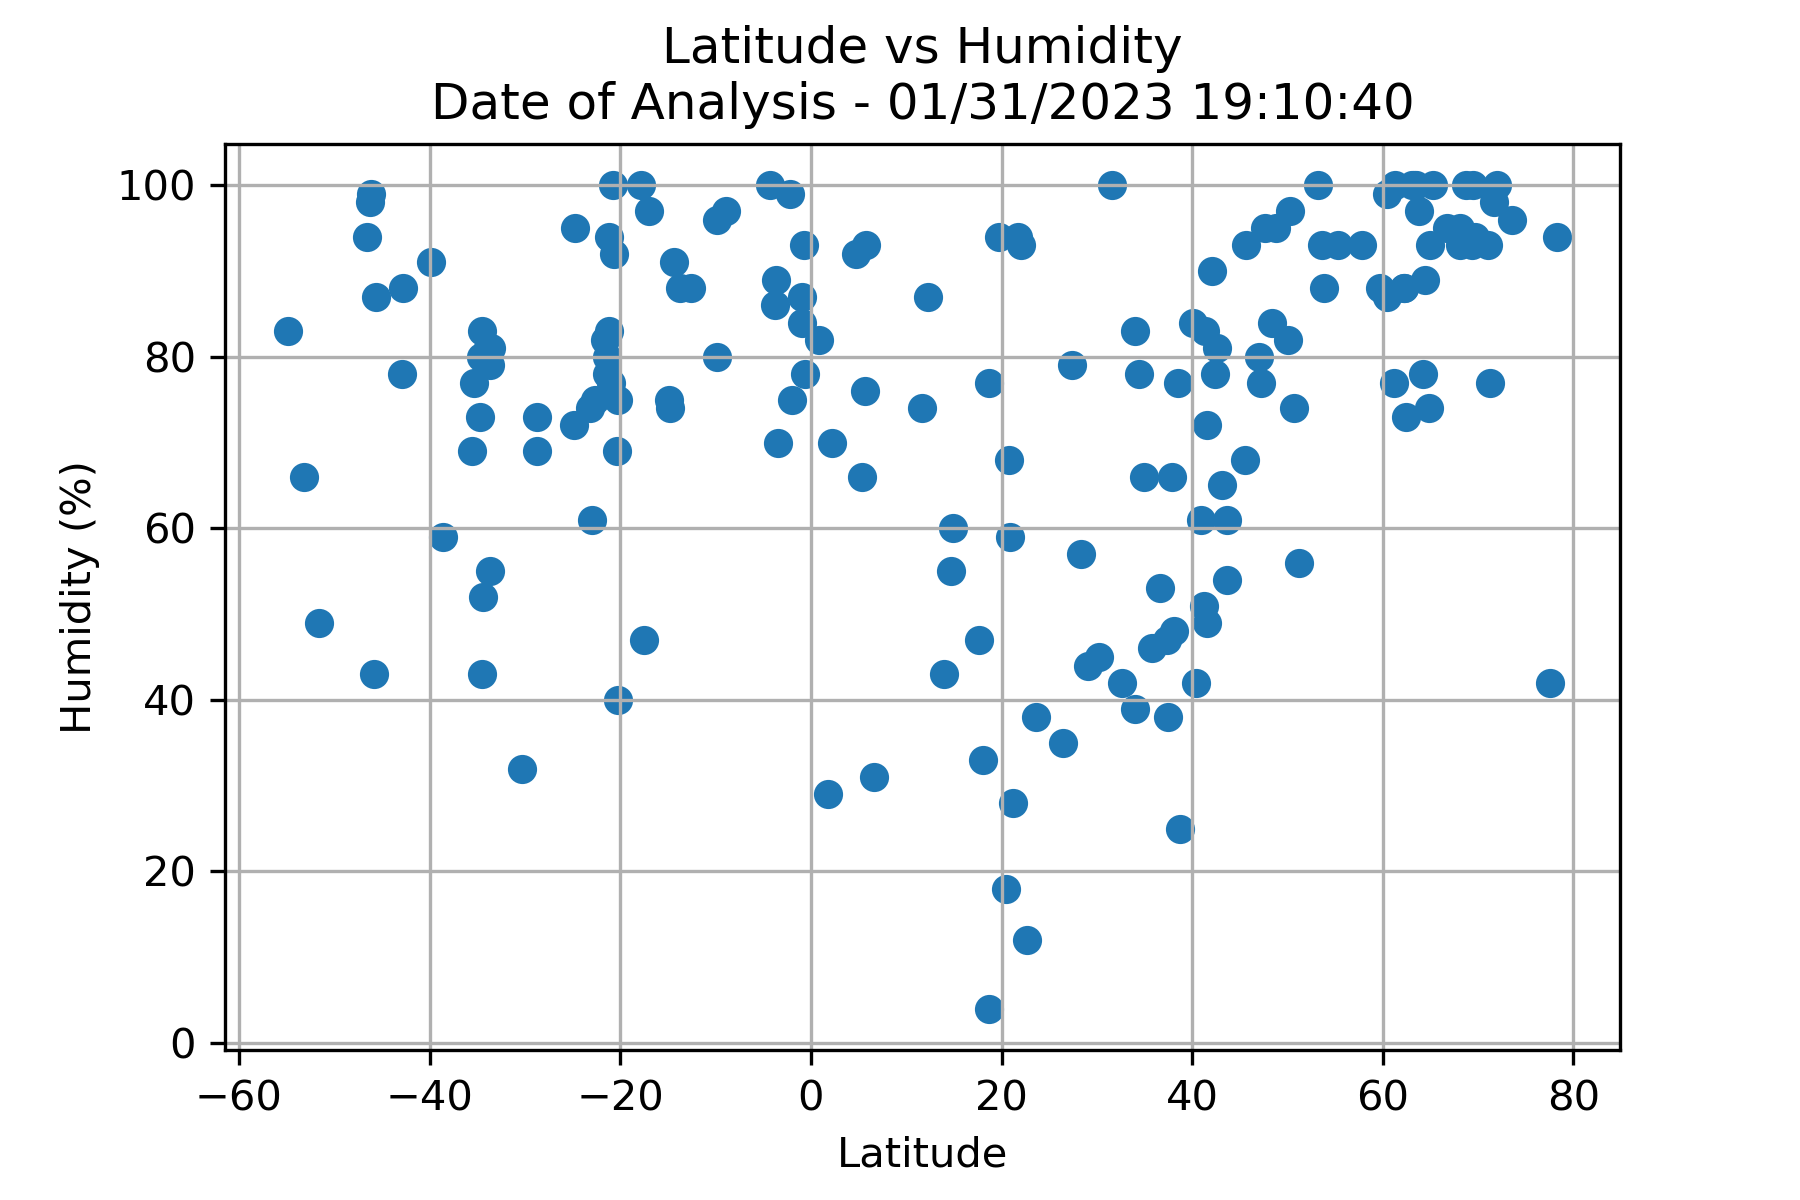 Latitude vs Humidity
Date of Analysis - 01/31/2023 19:10:40
Humidity (%)
100
80
60
40
20
0
−60 −40 −20 0 20 40 60 80
Latitude